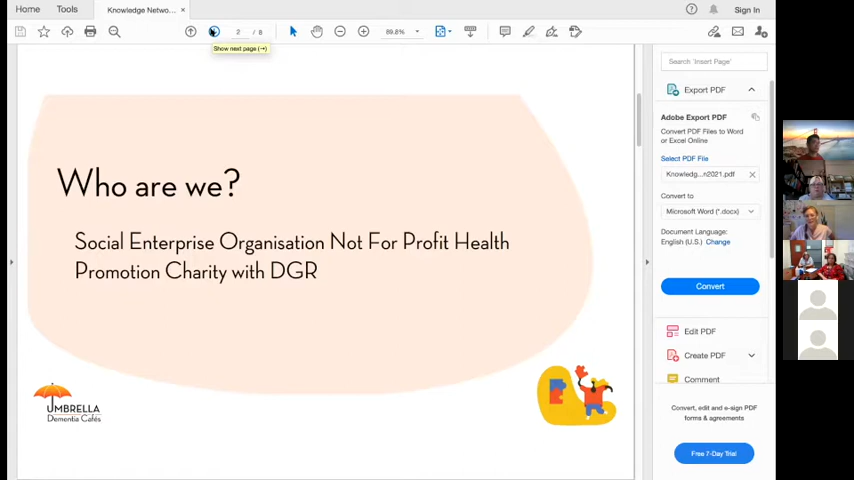 Home
Tools
Knowledge Netwo...
×
Sign In
2 / 8
89.8%
Show next page (→)
Search 'Insert Page'
Export PDF
Adobe Export PDF
Convert PDF Files to Word
or Excel Online
Select PDF File
Knowledg...n2021.pdf
Convert to
Microsoft Word (*.docx)
Document Language:
English (U.S.) Change
Convert
Edit PDF
Create PDF
Comment
Convert, edit and e-sign PDF
forms & agreements
Free 7-Day Trial
Who are we?
Social Enterprise Organisation Not For Profit Health
Promotion Charity with DGR
UMBRELLA
Dementia Cafés